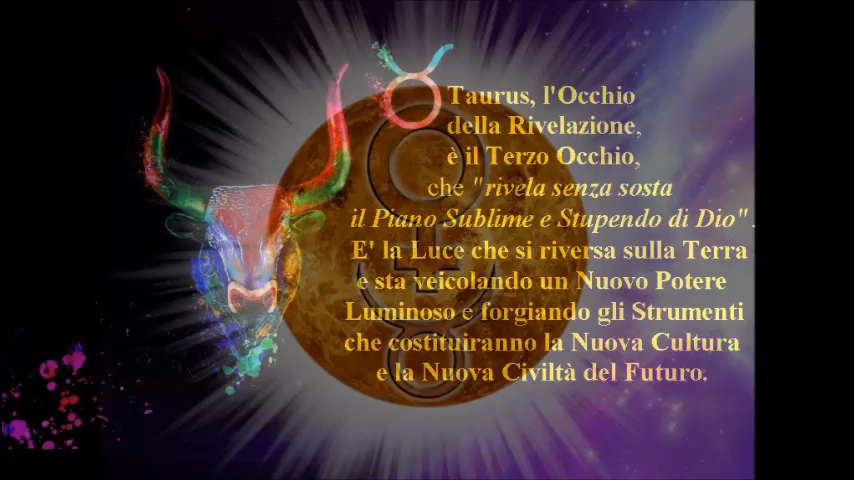 Taurus, l'Occhio
della Rivelazione,
è il Terzo Occhio,
che "rivela senza sosta
il Piano Sublime e Stupendo di Dio".
E' la Luce che si riversa sulla Terra
e sta veicolando un Nuovo Potere
Luminoso e forgiando gli Strumenti
che costituiranno la Nuova Cultura
e la Nuova Civiltà del Futuro.